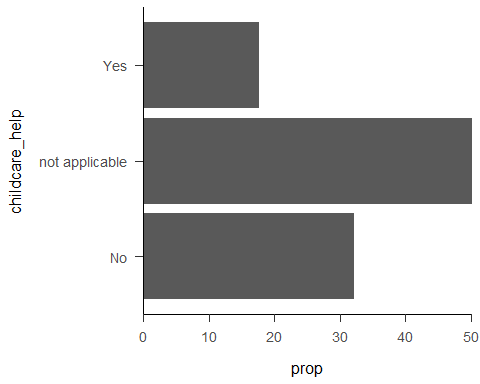 Yes
not applicable
No
childcare_help
0 10 20 30 40 50
prop